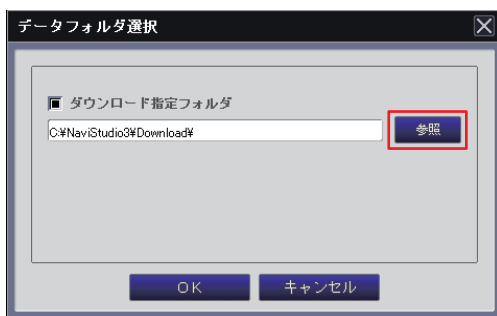 データフォルダ選択
ダウンロード指定フォルダ
C:¥NaviStudio3¥Download¥
参照
OK
キャンセル